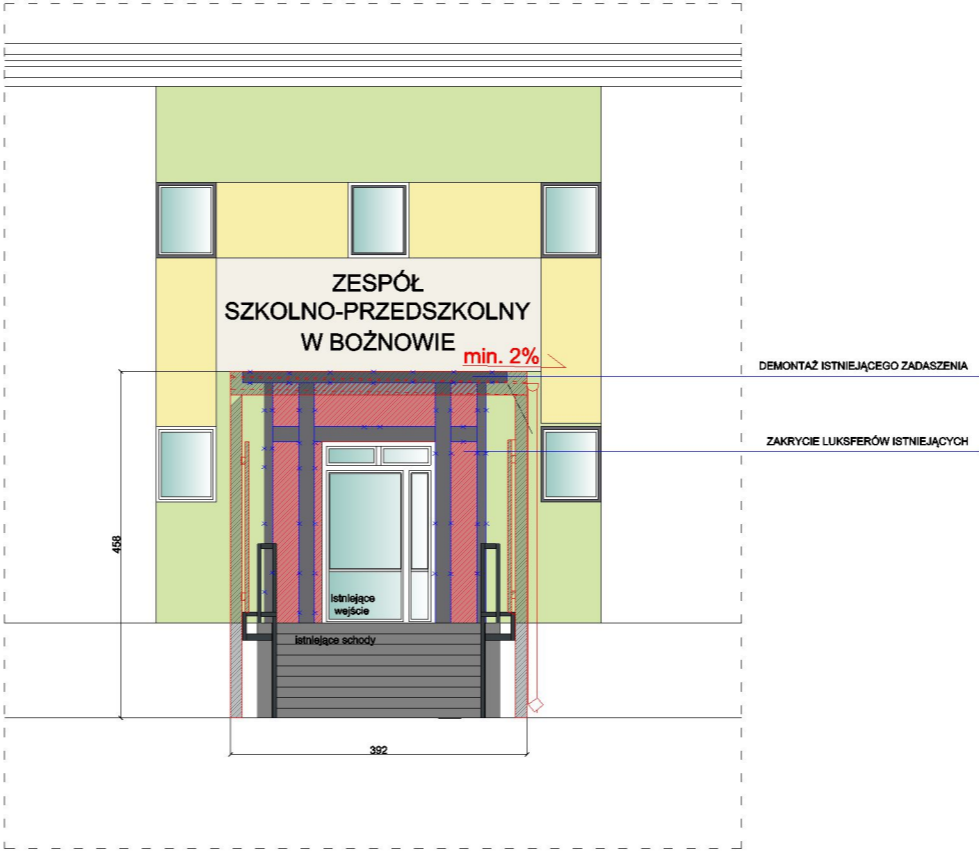 ZESPÓŁ
SZKOLNO-PRZEDSZKOLNY
W BOŻNOWIE
min. 2%
DEMONTAŻ ISTNIEJĄCEGO ZADASZENIA
ZAKRYCIE LUKSFERÓW ISTNIEJĄCYCH
458
istniejące
wejście
istniejące schody
392